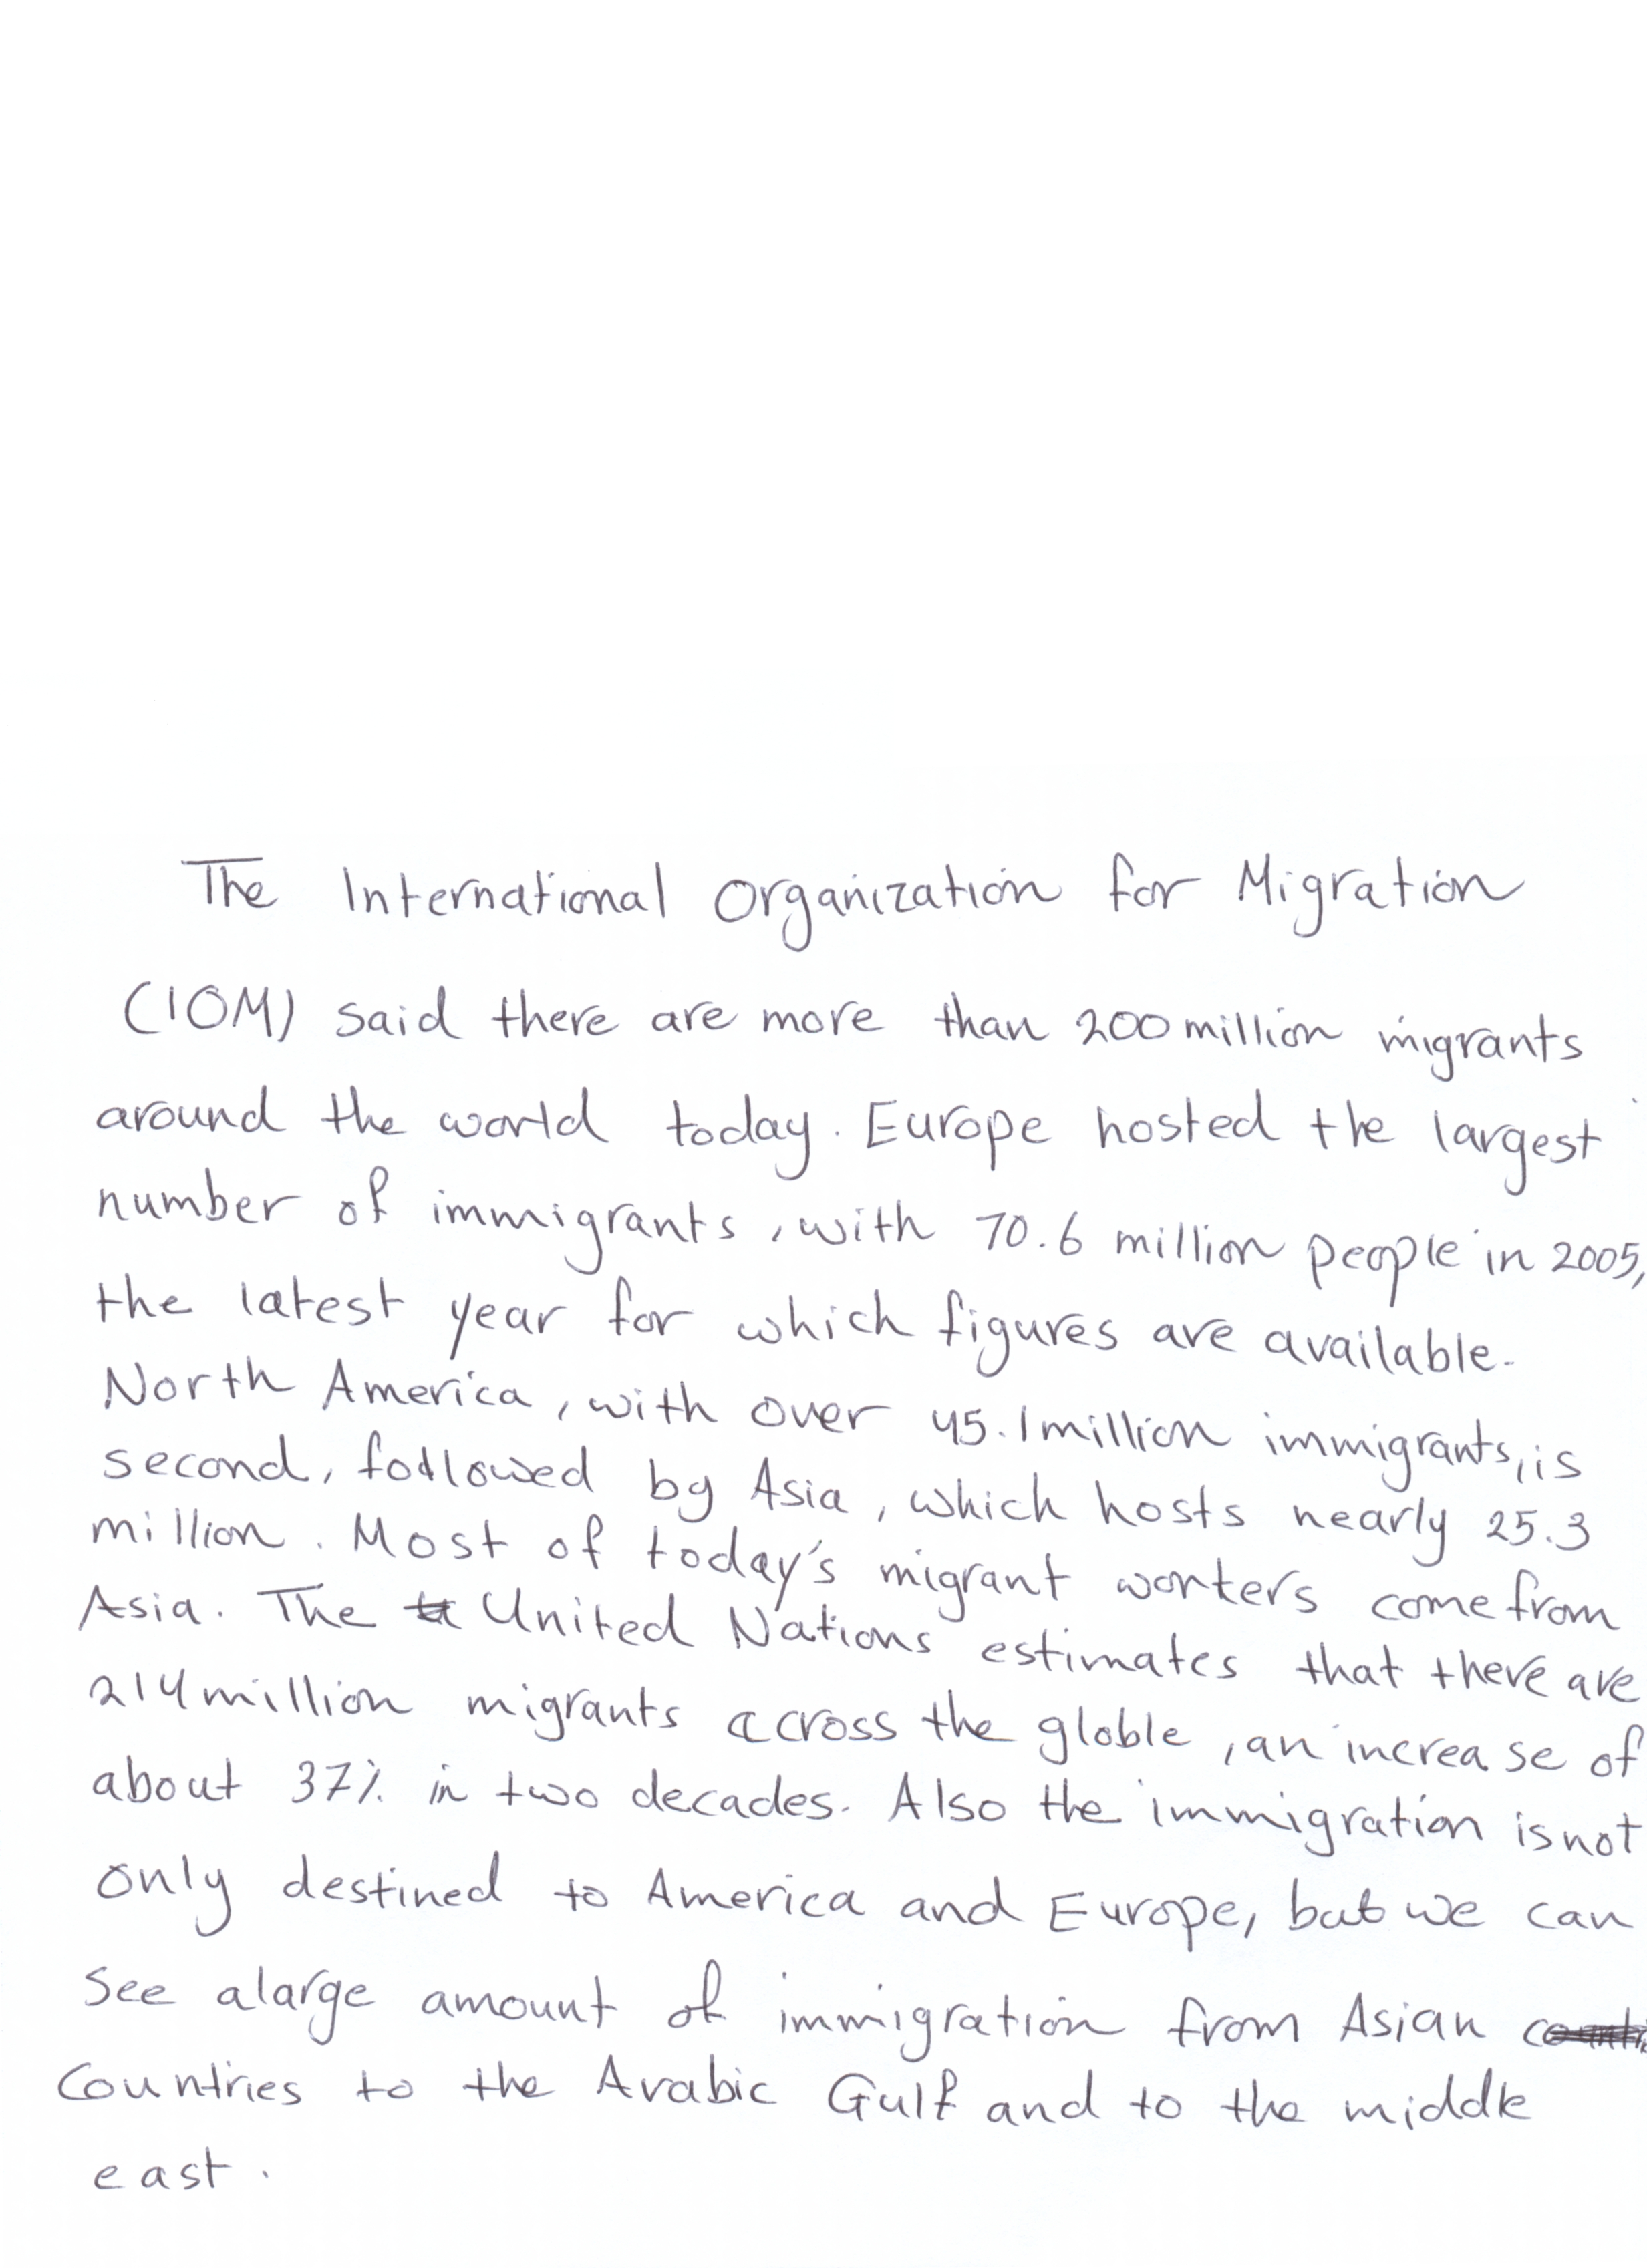 The International Organization for Migration
(IOM) said there are more than 200 million migrants
around the world today. Europe hosted the largest
number of immigrants, with 70.6 million people in 2005,
the latest year for which figures are available.
North America, with over 45.1 million immigrants, is
second, followed by Asia, which hosts nearly 25.3
million. Most of today's migrant workers come from
Asia. The United Nations estimates that there are
214 million migrants across the globle, an increase of
about 37% in two decades. Also the immigration is not
only destined to America and Europe, but we can
see a large amount of immigration from Asian
Countries to the Arabic Gulf and to the middle
east.